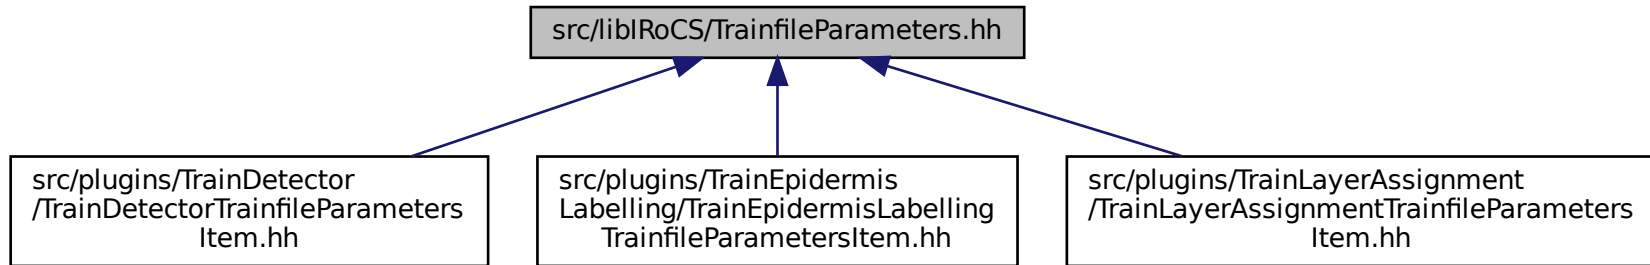 src/libIRoCS/TrainfileParameters.hh
src/plugins/TrainDetector
/TrainDetectorTrainfileParameters
Item.hh
src/plugins/TrainEpidermis
Labelling/TrainEpidermisLabelling
TrainfileParametersItem.hh
src/plugins/TrainLayerAssignment
/TrainLayerAssignmentTrainfileParameters
Item.hh